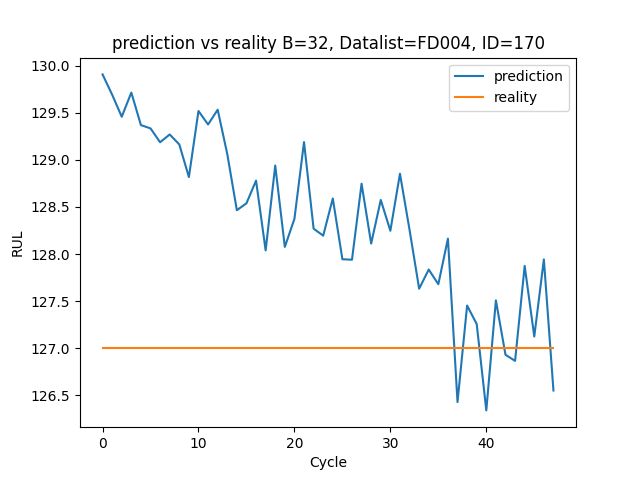 prediction vs reality B=32, Datalist=FD004, ID=170
130.0
129.5
129.0
128.5
128.0
127.5
127.0
126.5
RUL
prediction
reality
0 10 20 30 40
Cycle